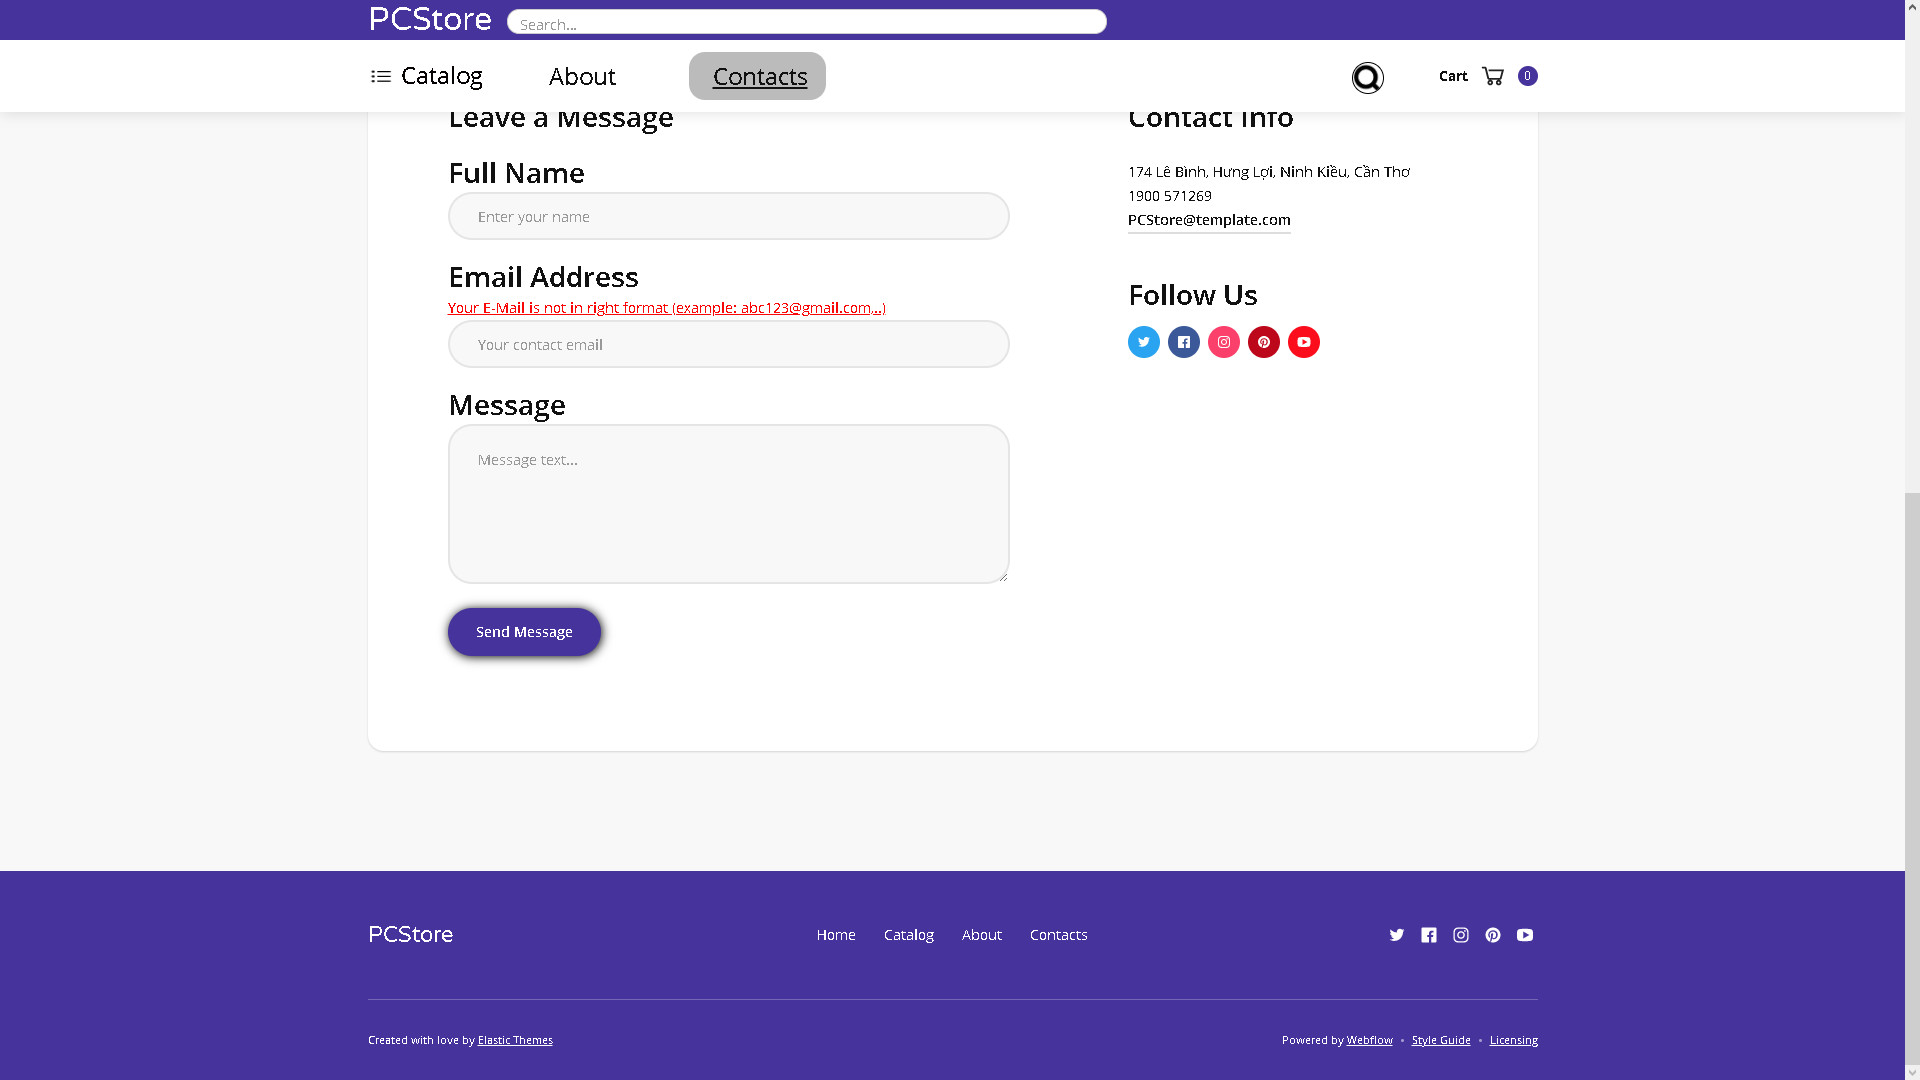 PCStore
Search...
Catalog
About
Contacts
Cart
0
Leave a Message
Full Name
Enter your name
Email Address
Your E-Mail is not in right format (example: abc123@gmail.com,..)
Your contact email
Message
Message text...
Send Message
Contact Info
174 Lê Bình, Hưng Lợi, Ninh Kiều, Cần Thơ
1900 571269
PCStore@template.com
Follow Us
PCStore
Home
Catalog
About
Contacts
Created with love by Elastic Themes
Powered by Webflow • Style Guide • Licensing